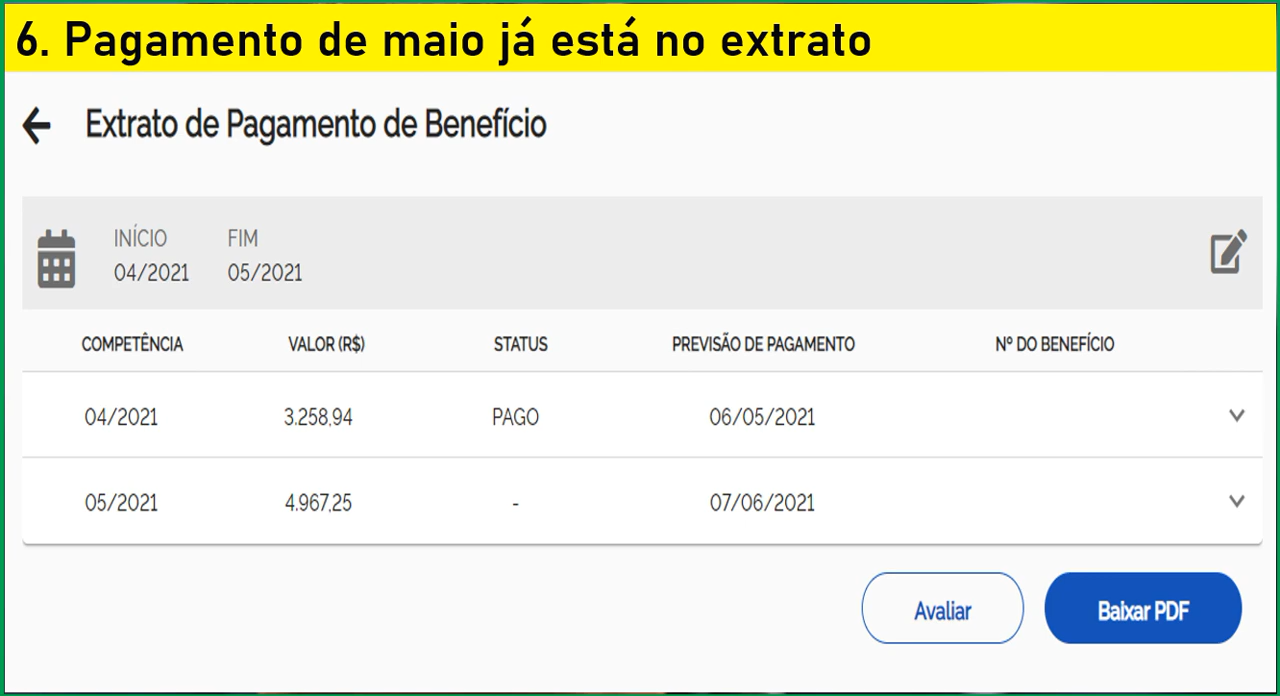 6. Pagamento de maio já está no extrato
Extrato de Pagamento de Benefício
INÍCIO FIM
04/2021 05/2021
COMPETÊNCIA VALOR (R$) STATUS PREVISÃO DE PAGAMENTO Nº DO BENEFÍCIO
04/2021 3.258,94 PAGO 06/05/2021
05/2021 4.967,25 - 07/06/2021
Avaliar Baixar PDF